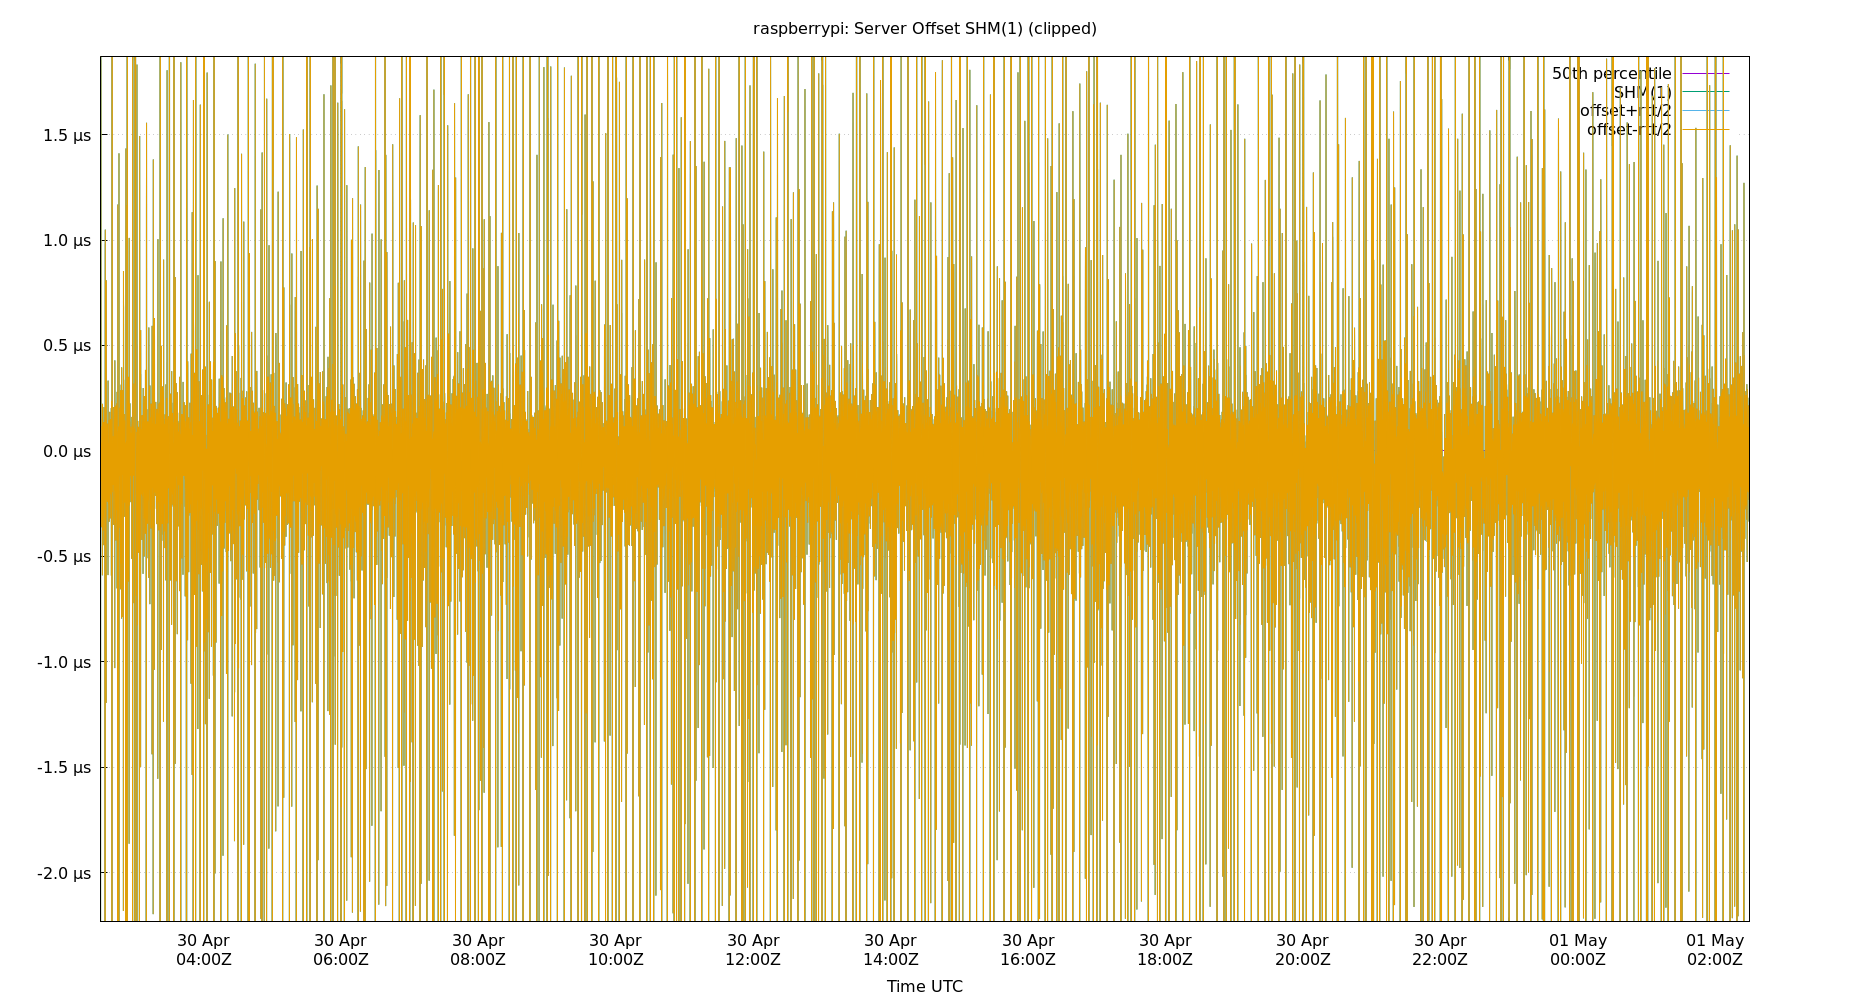 raspberrypi: Server Offset SHM(1) (clipped)
50th percentile
SHM(1)
offset+rtt/2
offset-rtt/2
1.5 µs
1.0 µs
0.5 µs
0.0 µs
-0.5 µs
-1.0 µs
-1.5 µs
-2.0 µs
30 Apr 30 Apr 30 Apr 30 Apr 30 Apr 30 Apr 30 Apr 30 Apr 30 Apr 30 Apr 01 May 01 May
04:00Z 06:00Z 08:00Z 10:00Z 12:00Z 14:00Z 16:00Z 18:00Z 20:00Z 22:00Z 00:00Z 02:00Z
Time UTC